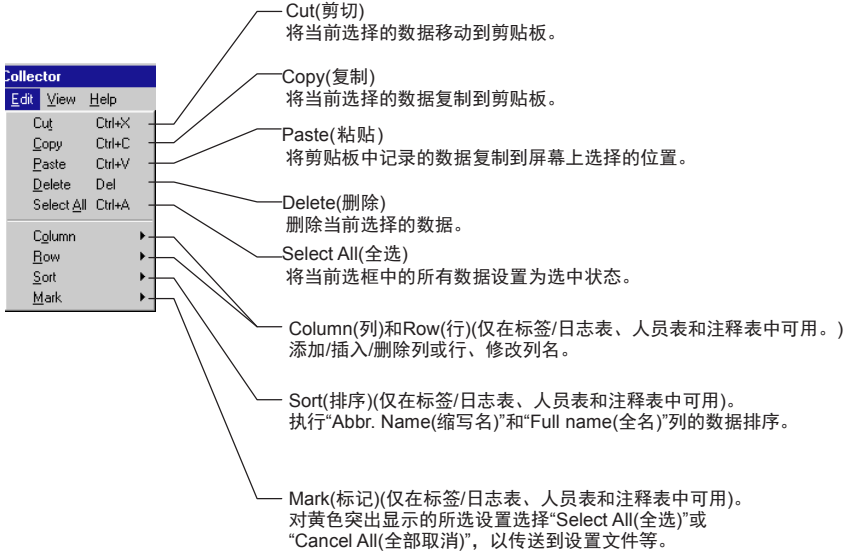 Collector
Edit View Help
Cut Ctrl+X
Copy Ctrl+C
Paste Ctrl+V
Delete Del
Select All Ctrl+A
Column
Row
Sort
Mark
Cut(剪切)
将当前选择的数据移动到剪贴板。
Copy(复制)
将当前选择的数据复制到剪贴板。
Paste(粘贴)
将剪贴板中记录的数据复制到屏幕上选择的位置。
Delete(删除)
删除当前选择的数据。
Select All(全选)
将当前选框中的所有数据设置为选中状态。
Column(列)和Row(行)(仅在标签/日志表、人员表和注释表中可用。)
添加/插入/删除列或行、修改列名。
Sort(排序)(仅在标签/日志表、人员表和注释表中可用)。
执行“Abbr. Name(缩写名)”和“Full name(全名)”列的数据排序。
Mark(标记)(仅在标签/日志表、人员表和注释表中可用)。
对黄色突出显示的所选设置选择“Select All(全选)”或
“Cancel All(全部取消)”，以传送到设置文件等。